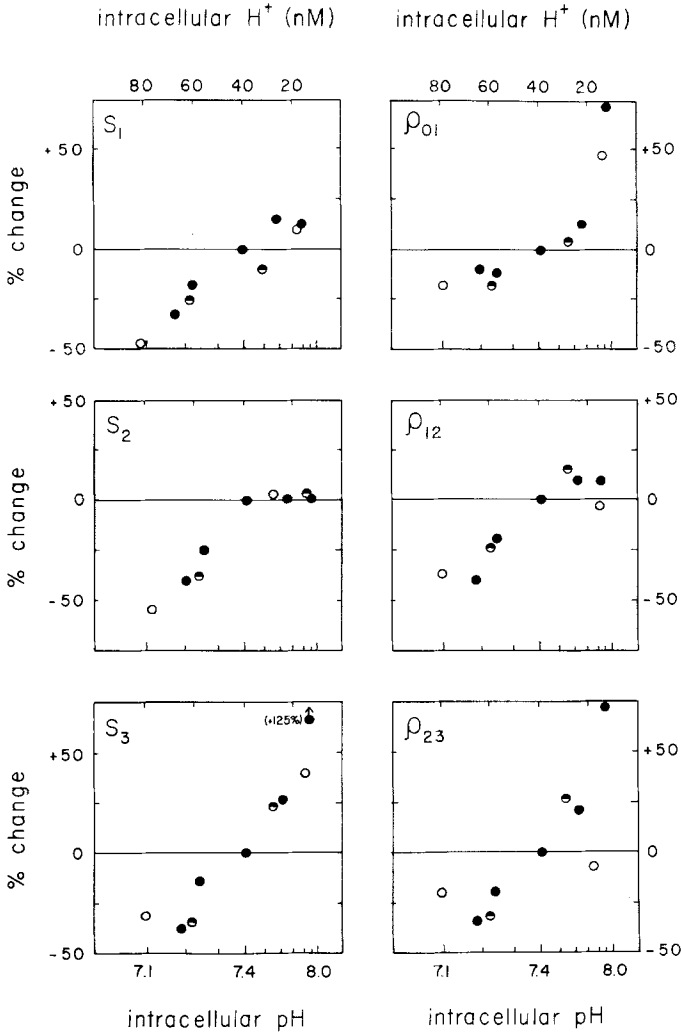 intracellular H⁺ (nM)
intracellular H⁺ (nM)
80 60 40 20
80 60 40 20
S₁
ρ₀₁
% change
+50
0
-50
+50
0
-50
S₂
ρ₁₂
% change
+50
0
-50
+50
0
-50
S₃
(+125%)
ρ₂₃
% change
+50
0
-50
+50
0
-50
7.1 7.4 8.0
7.1 7.4 8.0
intracellular pH
intracellular pH